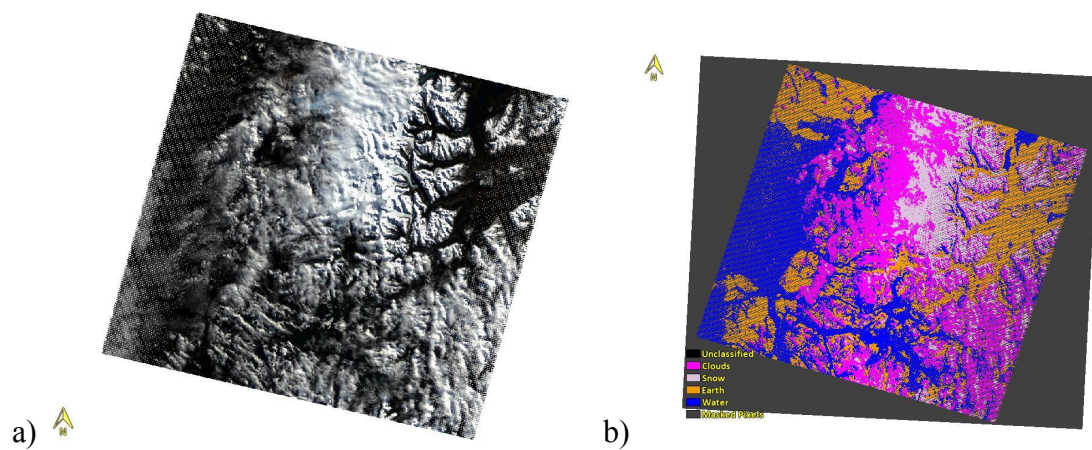 N
Unclassified
Clouds
Snow
Earth
Water
Masked Pixels
a)
N
b)